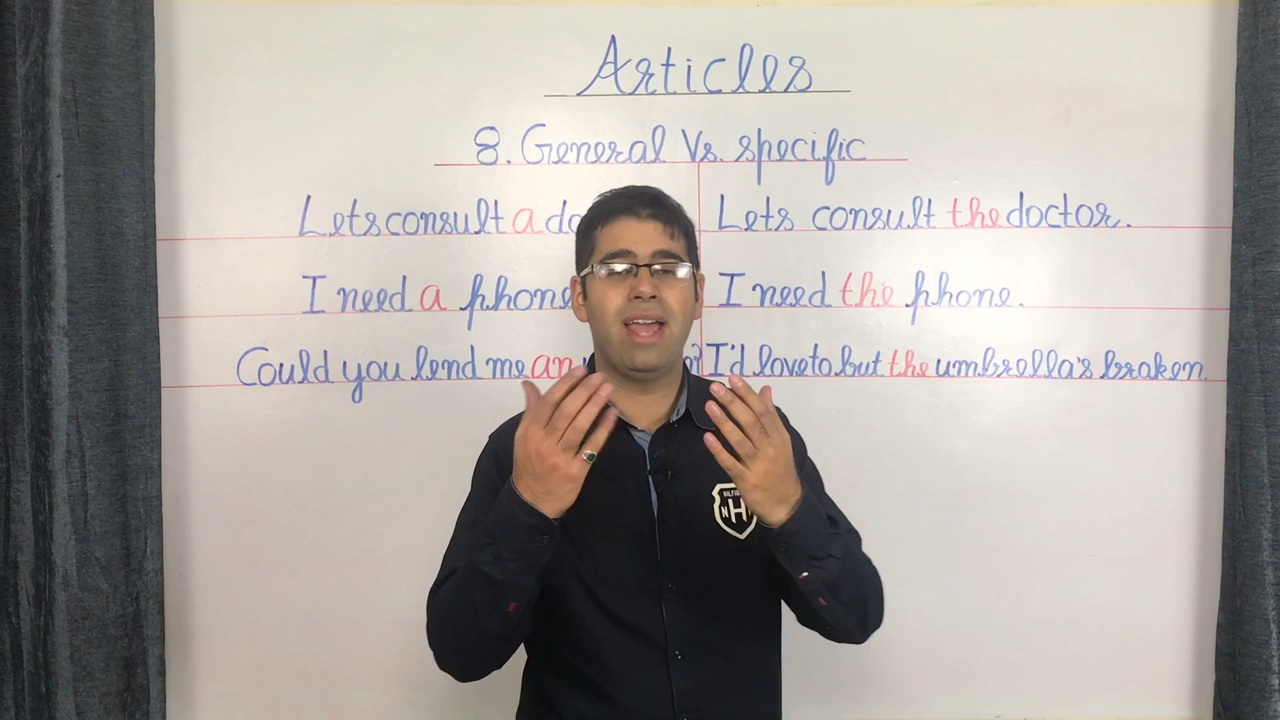 Articles
8. General Vs. specific
Lets consult a
Lets consult the doctor.
I need a phone
I need the phone.
Could you lend me an
I'd love to but the umbrella's broken
H